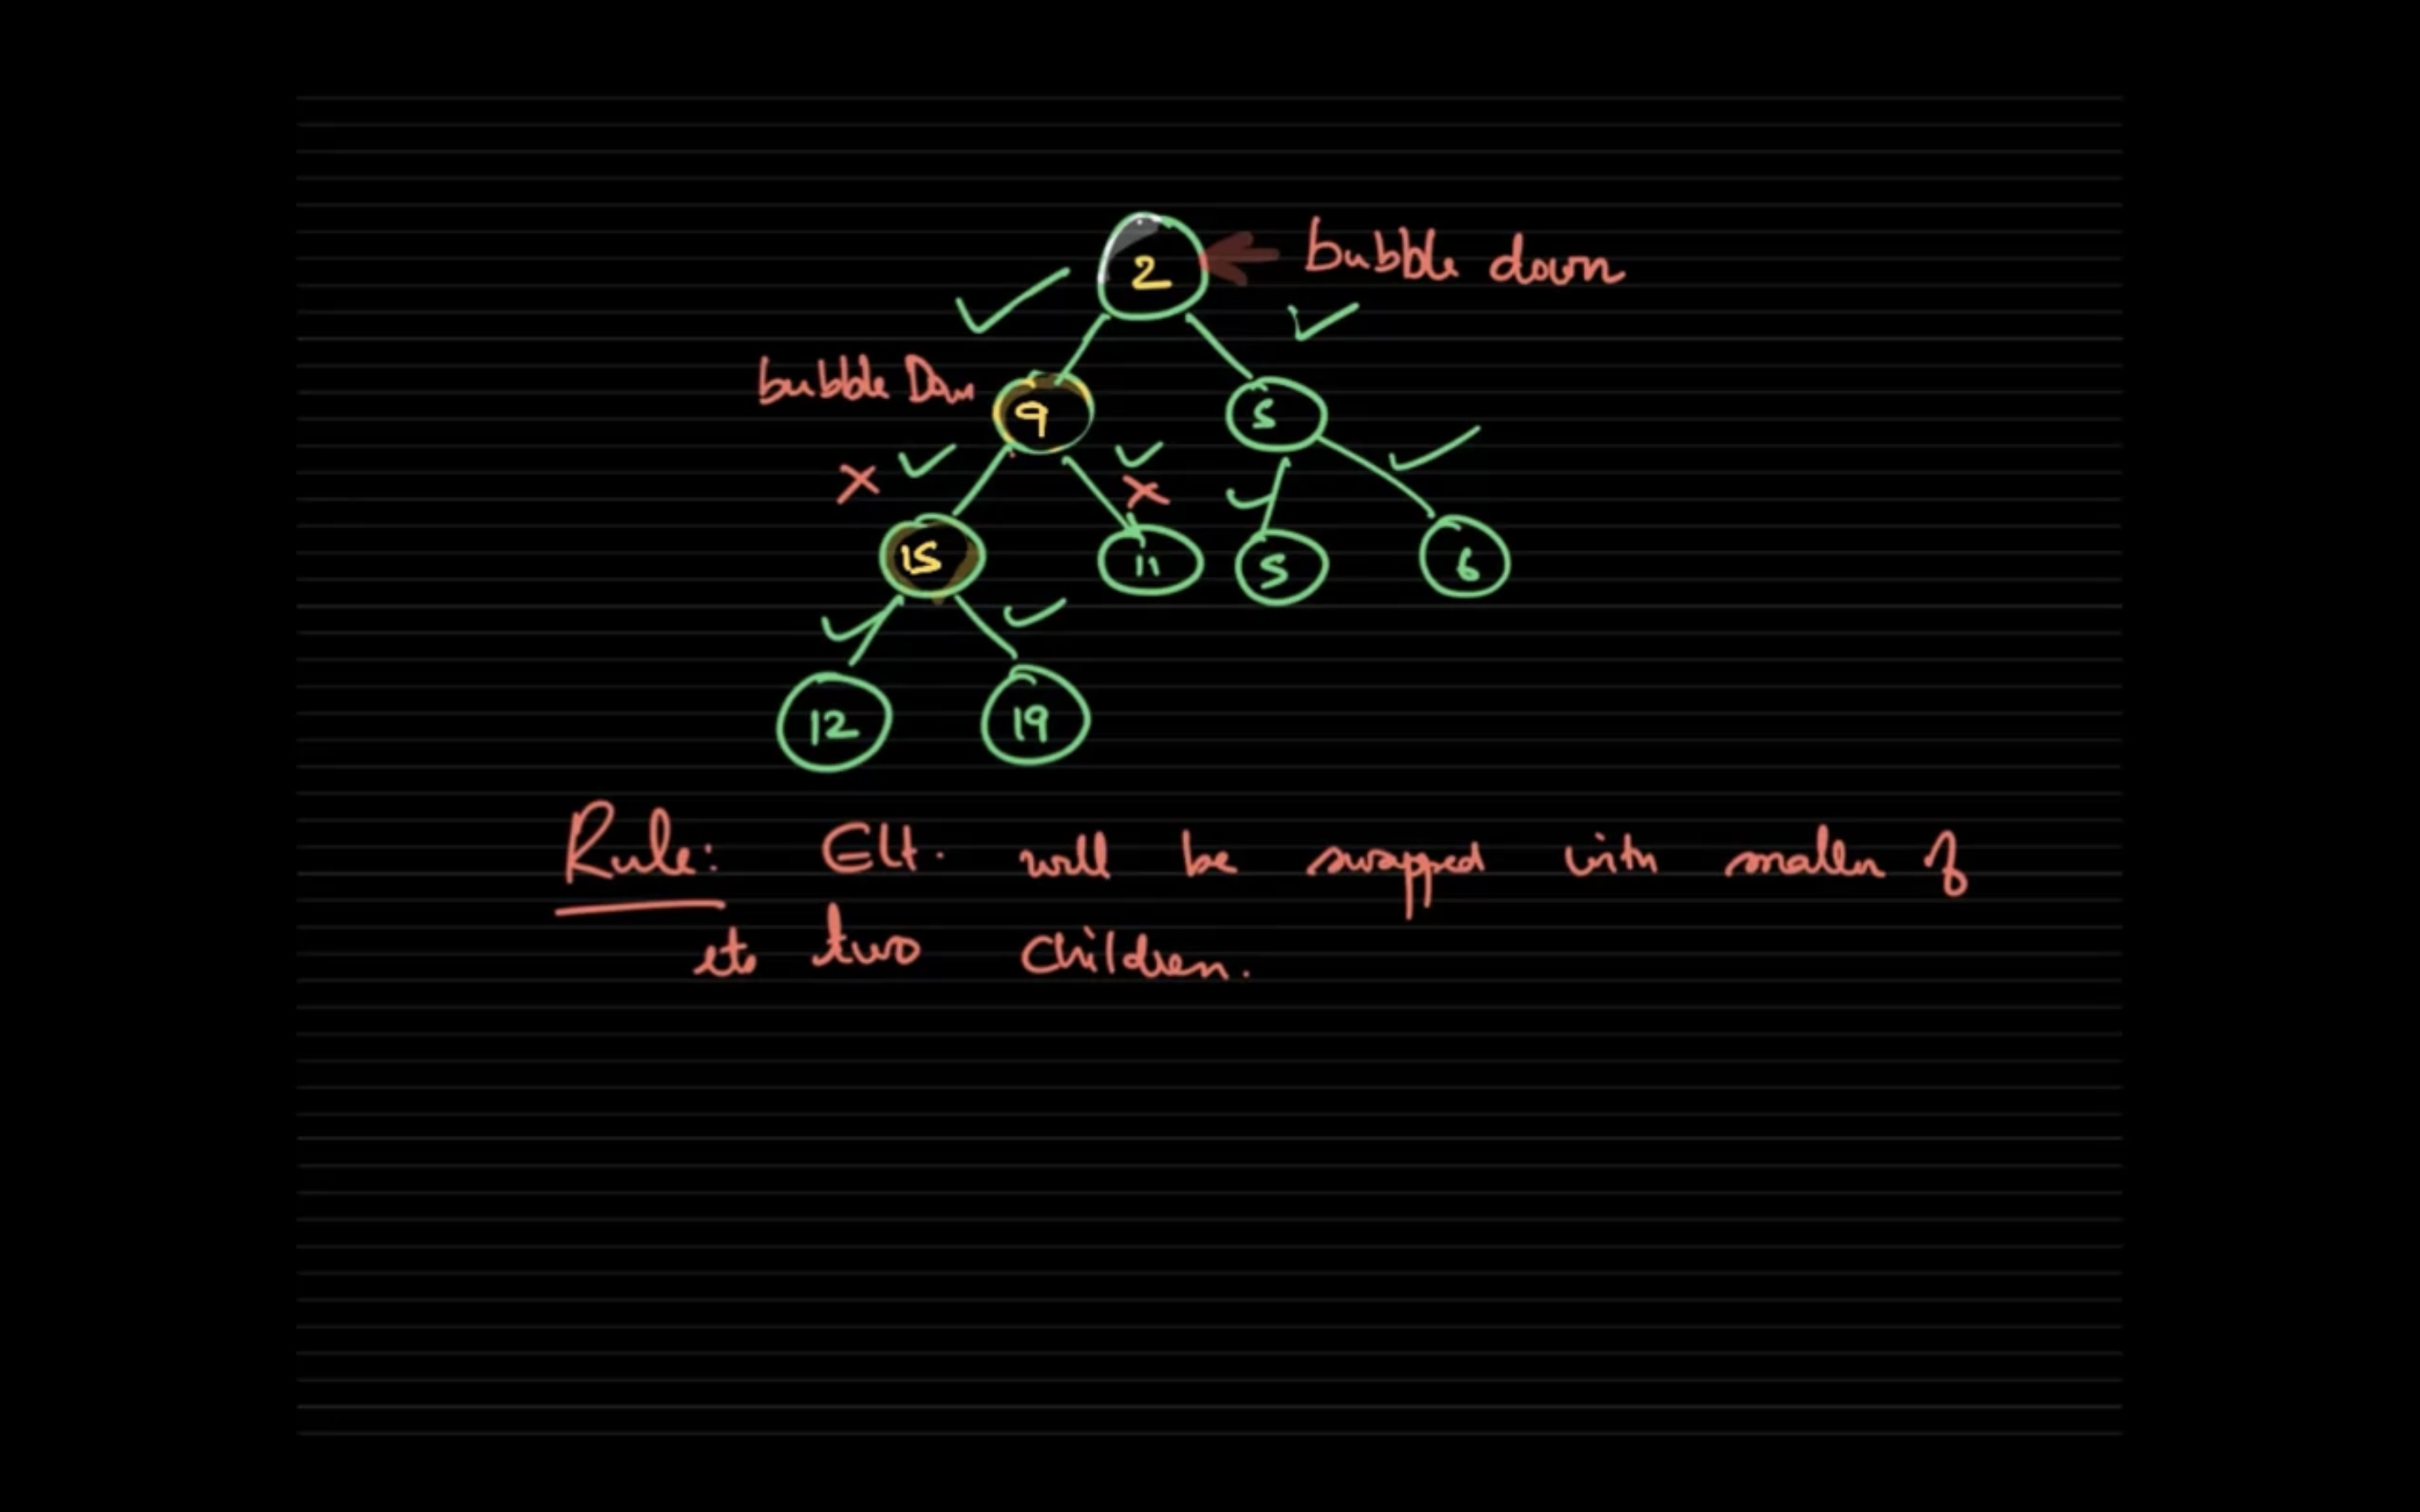 2
bubble down
bubble Down
9
5
15
11
5
6
12
19
Rule: Elt. will be swapped with smaller of
its two children.